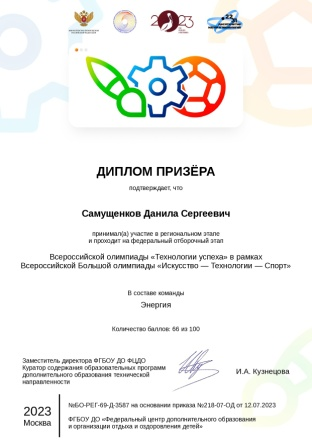 2023
ДИПЛОМ ПРИЗЁРА
подтверждает, что
Самущенков Данила Сергеевич
принимал(а) участие в региональном этапе
и проходит на федеральный отборочный этап
Всероссийской олимпиады «Технологии успеха» в рамках
Всероссийской Большой олимпиады «Искусство — Технологии — Спорт»
В составе команды
Энергия
Количество баллов: 66 из 100
Заместитель директора ФГБОУ ДО ФЦДО
Куратор содержания образовательных программ
дополнительного образования технической
направленности
И.А. Кузнецова
2023
Москва
№БО-РЕГ-69-Д-3587 на основании приказа №218-07-ОД от 12.07.2023
ФГБОУ ДО «Федеральный центр дополнительного образования
и организации отдыха и оздоровления детей»